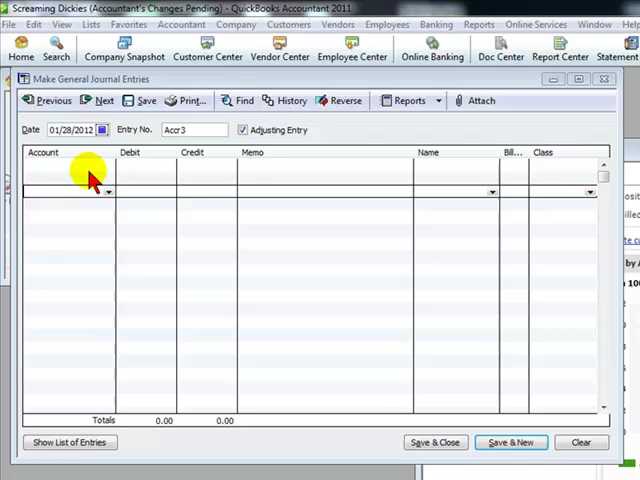 Screaming Dickies (Accountant's Changes Pending) - QuickBooks Accountant 2011
File Edit View Lists Favorites Accountant Company Customers Vendors Employees Banking Reports Online Services Window Help
Home Search Company Snapshot Customer Center Vendor Center Employee Center Online Banking Doc Center Report Center Statement
Make General Journal Entries
Previous Next Save Print... Find History Reverse Reports Attach
Date 01/28/2012 Entry No. Accr3 Adjusting Entry
Account Debit Credit Memo Name Bill... Class
Totals 0.00 0.00
Show List of Entries Save & Close Save & New Clear